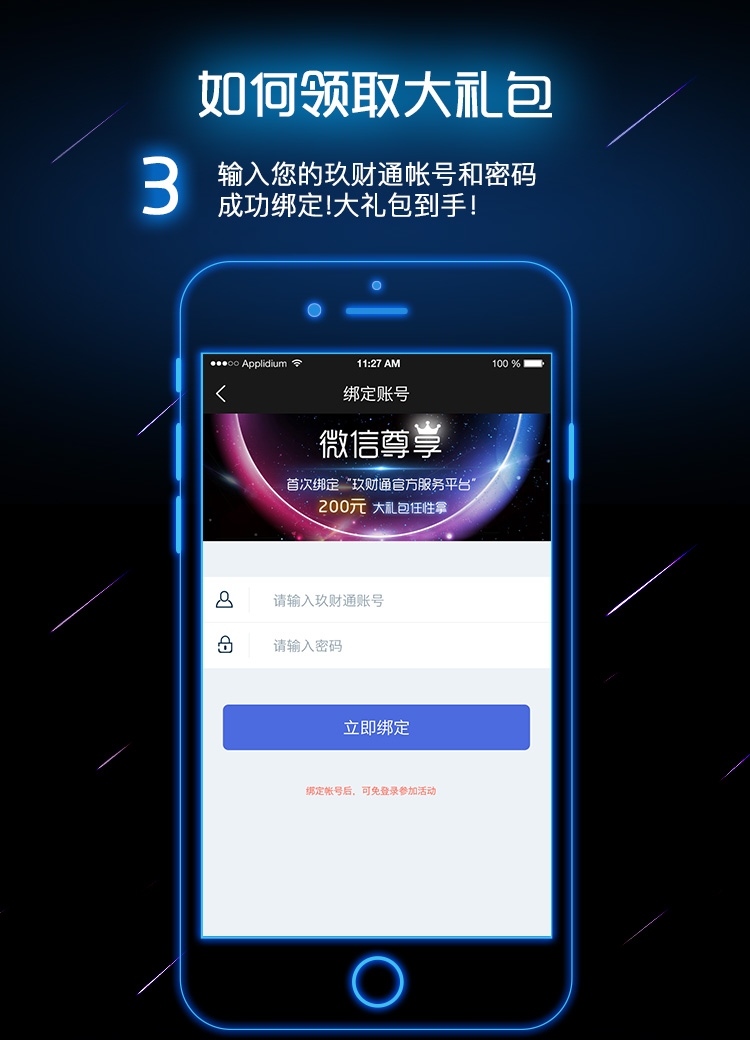 如何领取大礼包
3
输入您的玖财通帐号和密码
成功绑定!大礼包到手!
Applidium 11:27 AM 100 %
绑定账号
微信尊享
首次绑定“玖财通官方服务平台”
200元 大礼包任性拿
请输入玖财通账号
请输入密码
立即绑定
绑定帐号后，可免登录参加活动